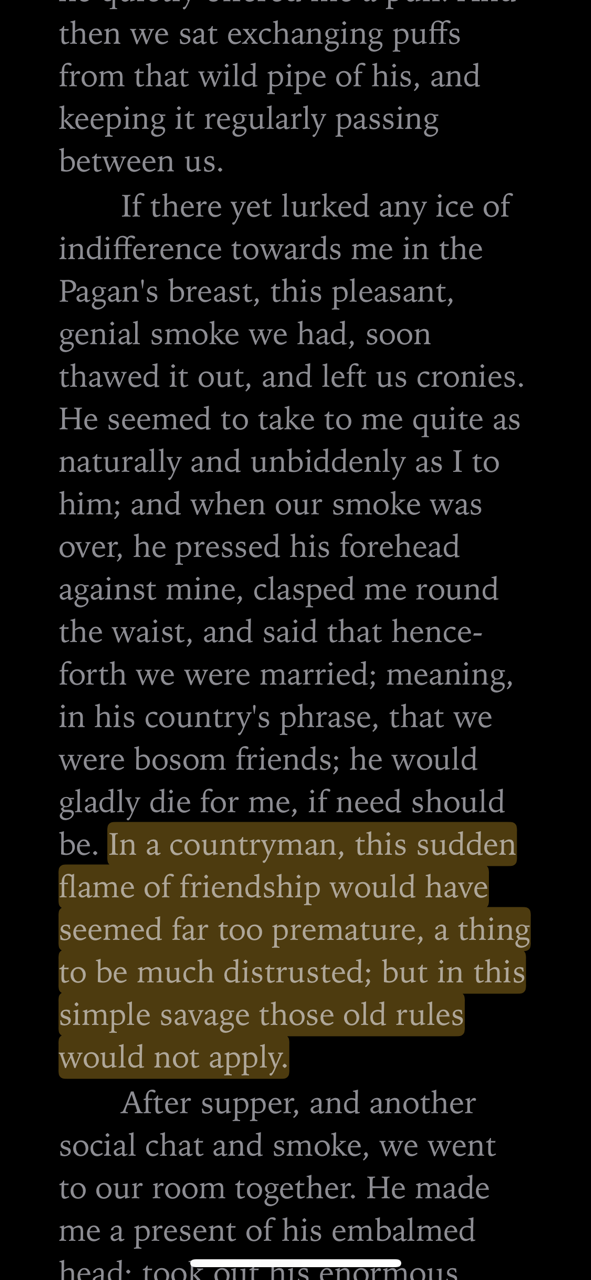 then we sat exchanging puffs
from that wild pipe of his, and
keeping it regularly passing
between us.
If there yet lurked any ice of
indifference towards me in the
Pagan's breast, this pleasant,
genial smoke we had, soon
thawed it out, and left us cronies.
He seemed to take to me quite as
naturally and unbiddenly as I to
him; and when our smoke was
over, he pressed his forehead
against mine, clasped me round
the waist, and said that hence-
forth we were married; meaning,
in his country's phrase, that we
were bosom friends; he would
gladly die for me, if need should
be. In a countryman, this sudden
flame of friendship would have
seemed far too premature, a thing
to be much distrusted; but in this
simple savage those old rules
would not apply.
After supper, and another
social chat and smoke, we went
to our room together. He made
me a present of his embalmed
head; took out his enormous